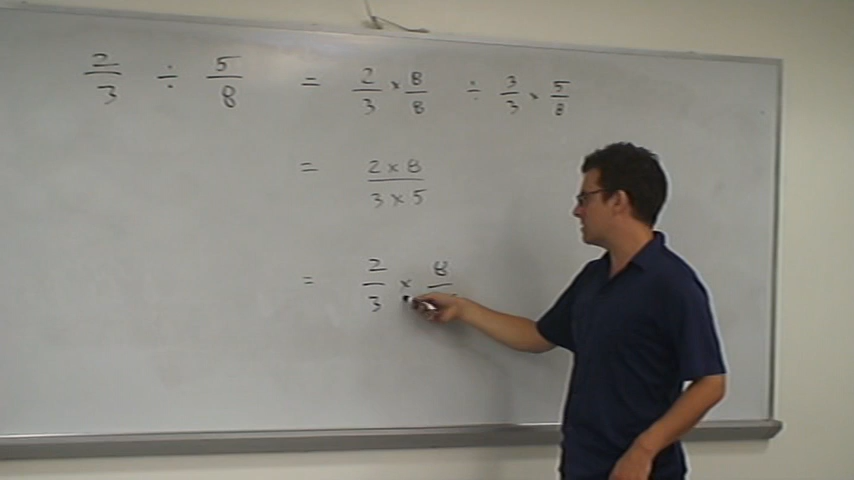 2/3 ÷ 5/8 = 2/3 × 8/8 ÷ 3/3 × 5/8
= 2 × 8 / 3 × 5
= 2/3 × 8/